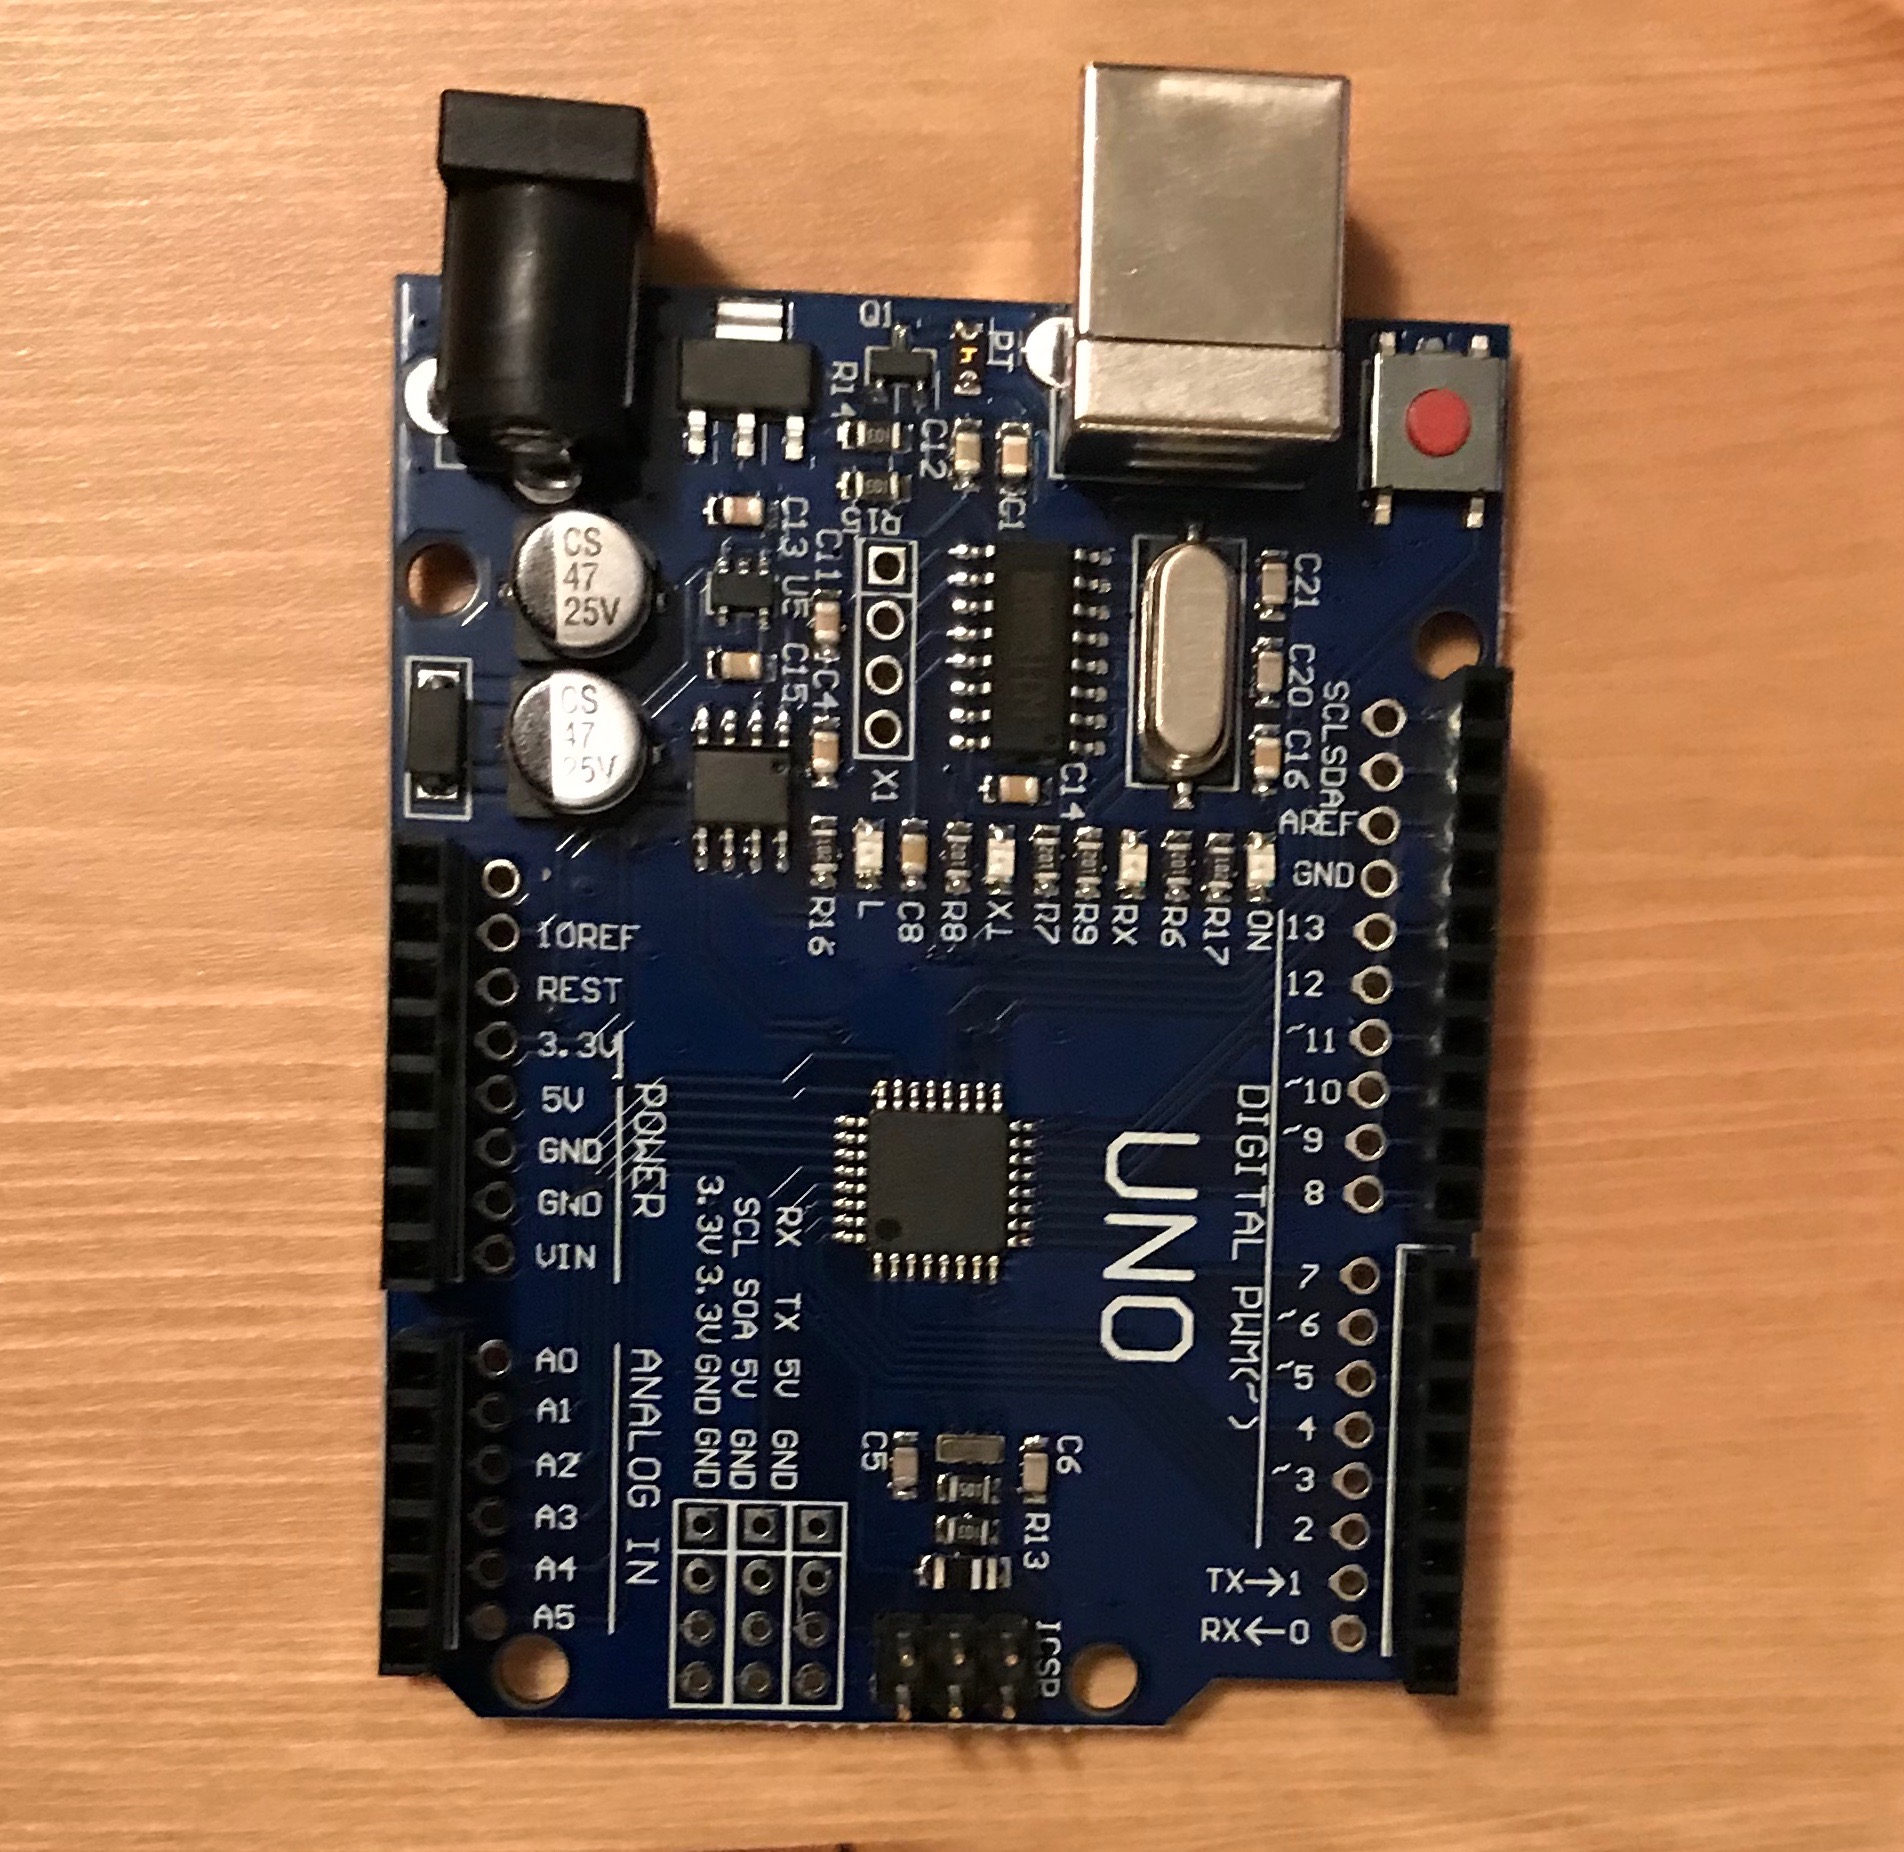 Q1
PT
R14
C12
R15
C1
CS
47
25V
CS
47
25V
C13 U5 C15
C11
C4
X1
C14
C21 C20 C16
SCL SDA
AREF
GND
13
12
~11
~10
~9
8
7
~6
~5
4
~3
2
TX→1
RX←0
DIGITAL PWM(~)
R16
L
C8
R8
TX
R7
R9
RX
R6
R17
ON
IOREF
REST
3.3V
5V
GND
GND
VIN
POWER
A0
A1
A2
A3
A4
A5
ANALOG IN
RX TX 5V GND
SCL SDA 5V GND
3.3V 3.3V GND GND
UNO
C5
C6
R13
ICSP